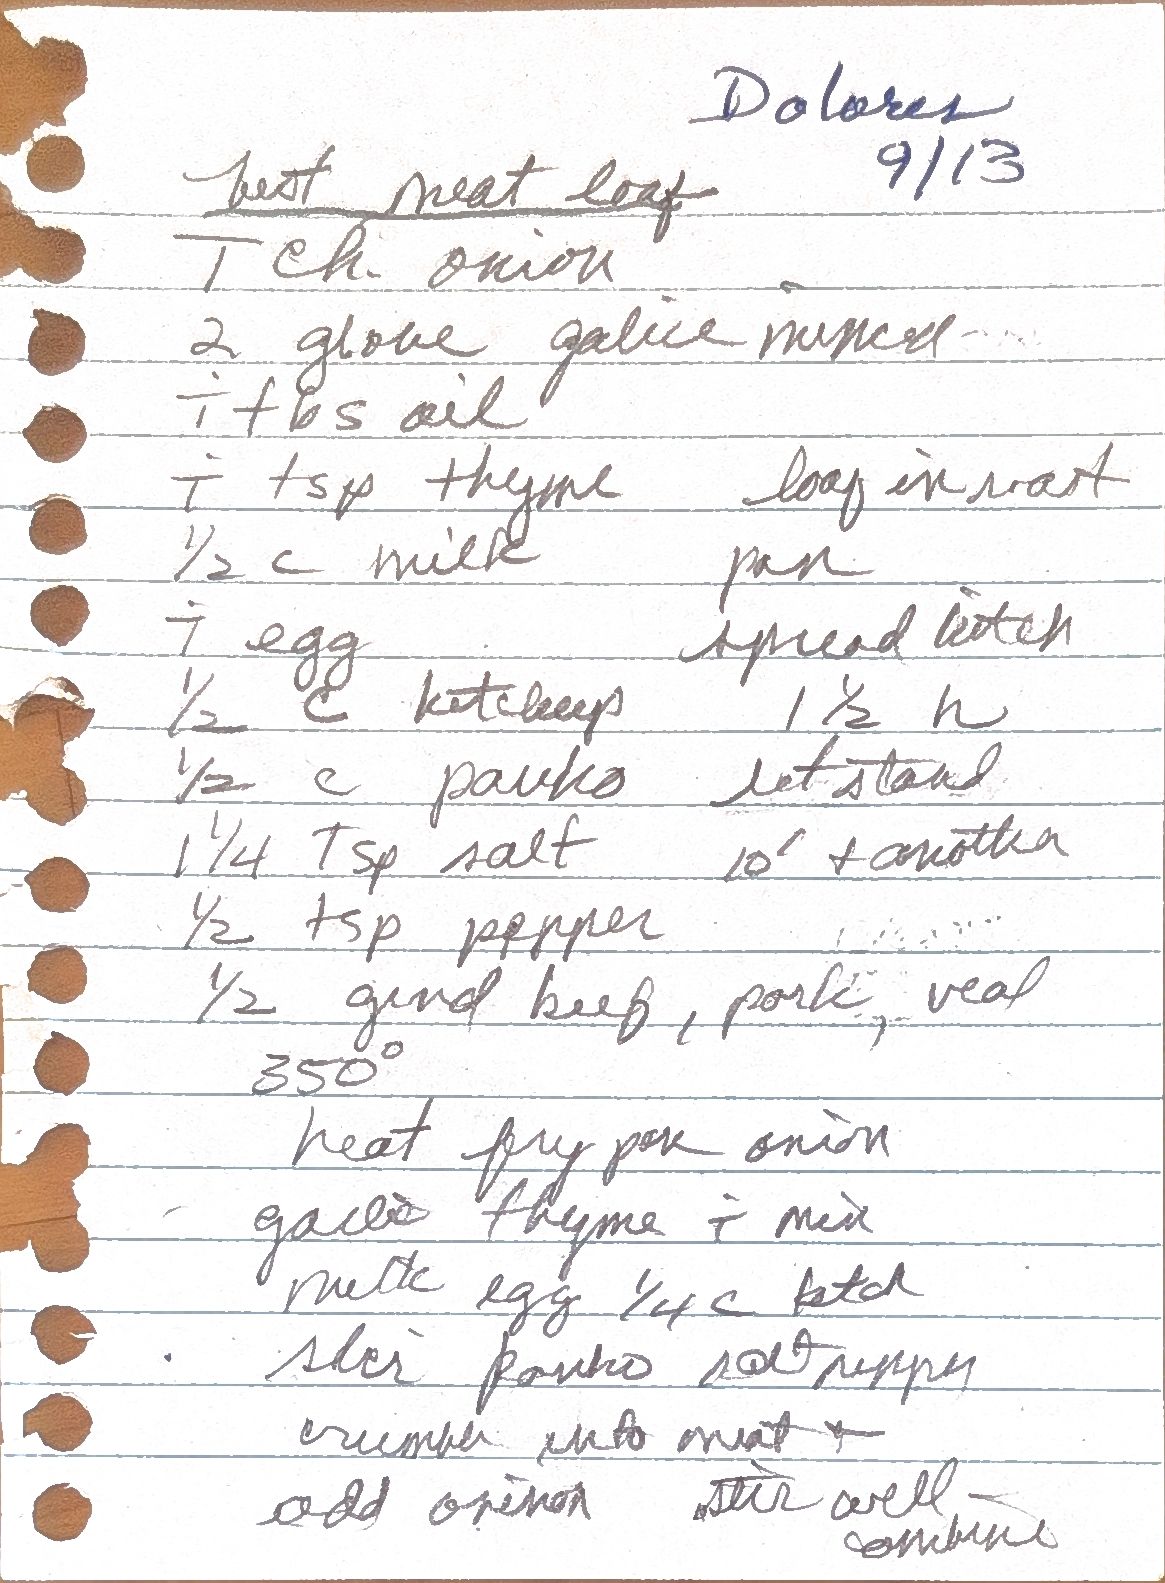 Dolores
9/13
best meat loaf
1 ch. onion
2 glove galice minced
1 tbs oil
1 tsp thyme
1/2 c milk
1 egg
1/2 c ketchup
1/2 c panko
1 1/4 Tsp salt
1/2 tsp pepper
1/2 grnd beef, pork, veal
350°
loaf in roast
pan
spread ketch
1 1/2 h
let stand
10' + another
heat fry pan onion
garlic thyme + mix
milk egg 1/4 c ketch
stir panko salt pepper
crumble into meat +
add onion stir well -
combine